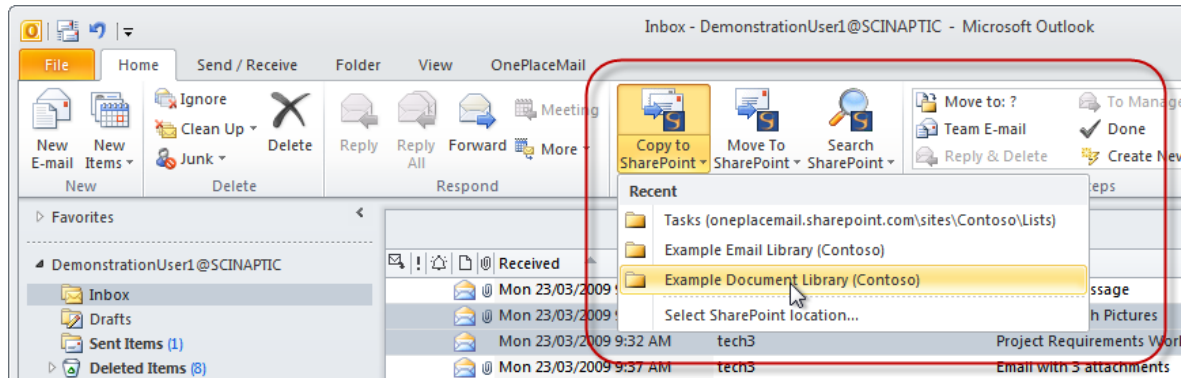 Inbox - DemonstrationUser1@SCINAPTIC - Microsoft Outlook
File Home Send / Receive Folder View OnePlaceMail
New E-mail
New Items
Ignore
Clean Up
Junk
Delete
Reply
Reply All
Forward
Meeting
More
Copy to SharePoint
Move To SharePoint
Search SharePoint
Move to: ?
Team E-mail
Reply & Delete
To Manage
Done
Create New
New Delete Respond
Recent
Tasks (oneplacemail.sharepoint.com\sites\Contoso\Lists)
Example Email Library (Contoso)
Example Document Library (Contoso)
Select SharePoint location...
Favorites
DemonstrationUser1@SCINAPTIC
Inbox
Drafts
Sent Items (1)
Deleted Items (8)
Received
Mon 23/03/2009
Mon 23/03/2009 Pictures
Mon 23/03/2009 9:32 AM tech3 Project Requirements
Mon 23/03/2009 9:37 AM tech3 Email with 3 attachments